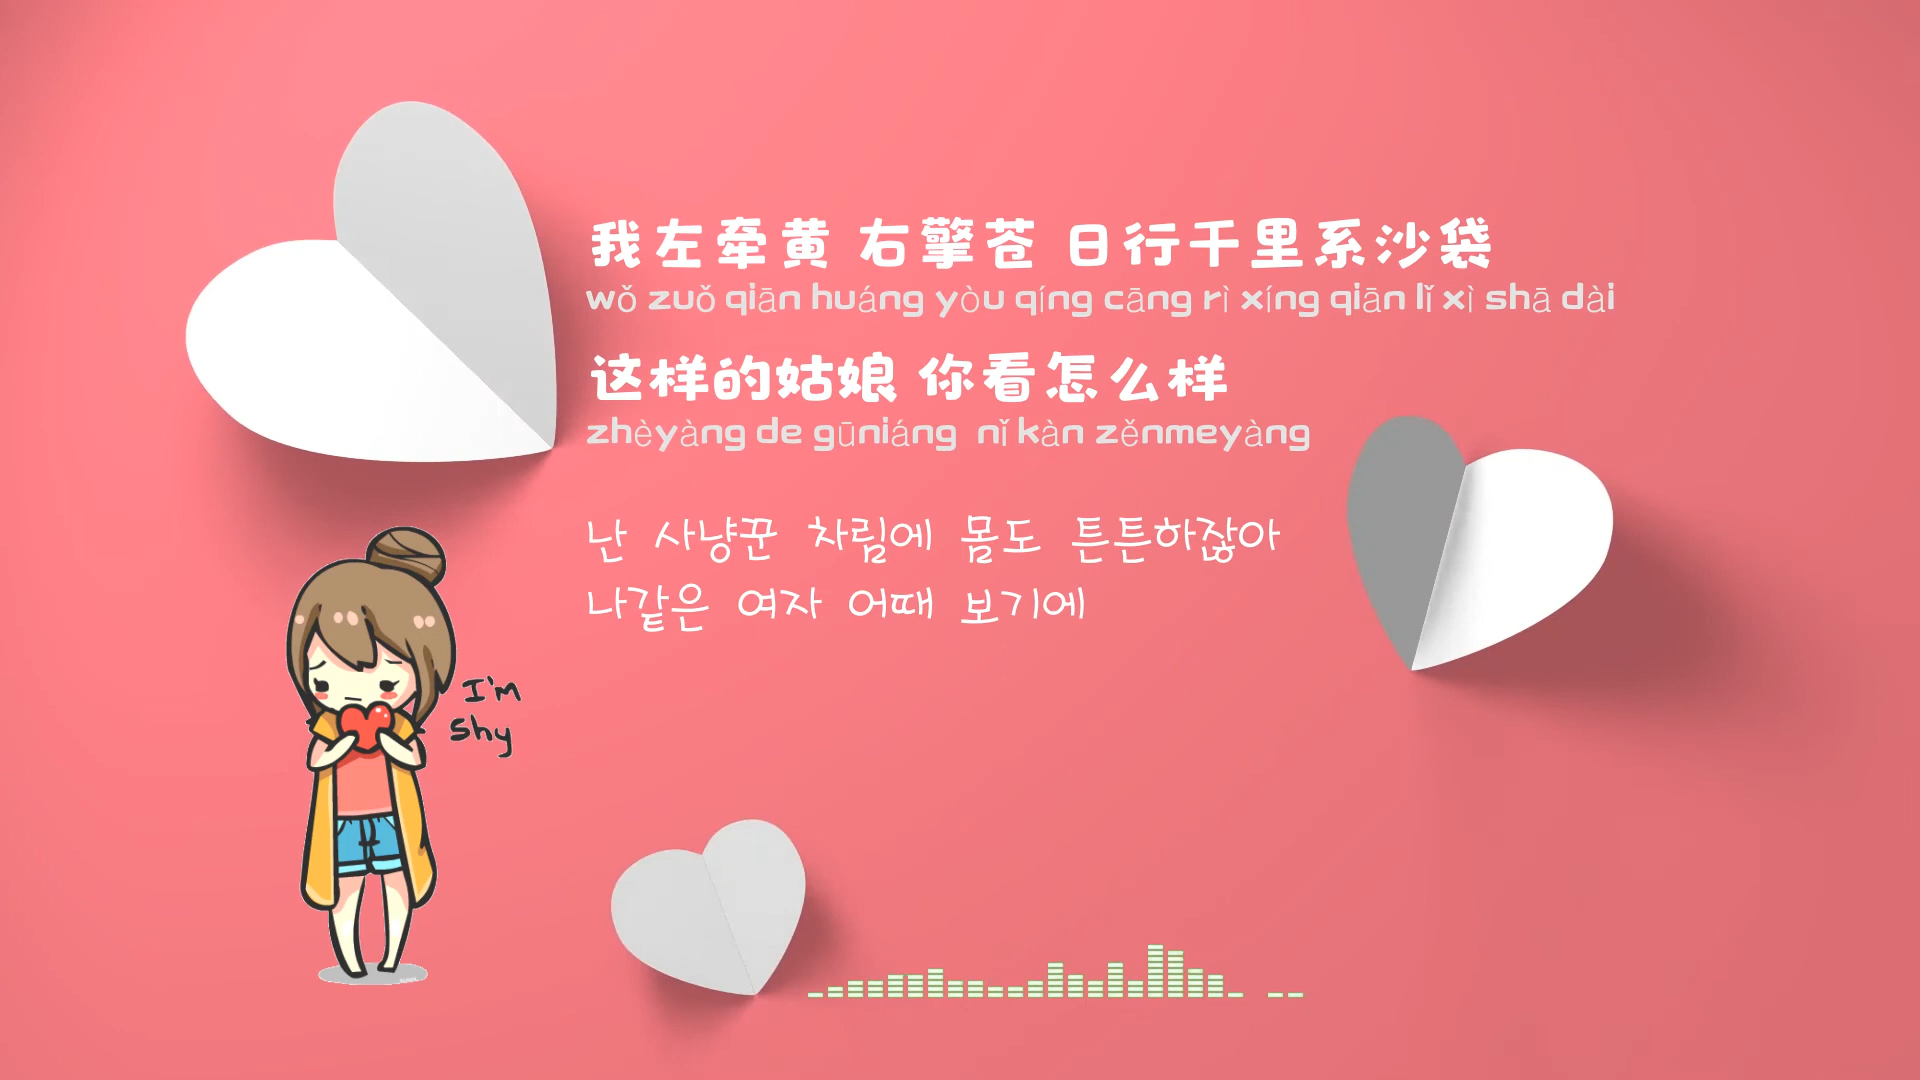 我左牵黄 右擎苍 日行千里系沙袋
wǒ zuǒ qiān huáng yòu qíng cāng rì xíng qiān lǐ xì shā dài
这样的姑娘 你看怎么样
zhèyàng de gūniáng nǐ kàn zěnmeyàng
난 사냥꾼 차림에 몸도 튼튼하잖아
나같은 여자 어때 보기에
I'm
shy